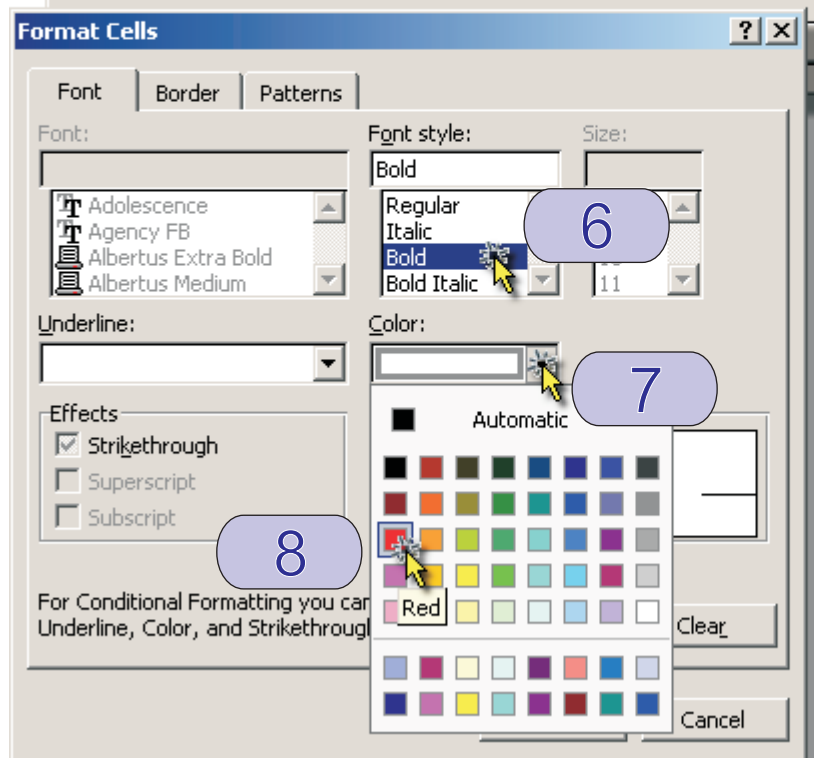 Format Cells
Font Border Patterns
Font: Font style: Size:
Bold
Adolescence
Agency FB
Albertus Extra Bold
Albertus Medium
Regular
Italic
Bold
Bold Italic
11
6
Underline: Color:
7
Automatic
Effects
Strikethrough
Superscript
Subscript
8
Red
For Conditional Formatting you can
Underline, Color, and Strikethrough
Clear
Cancel